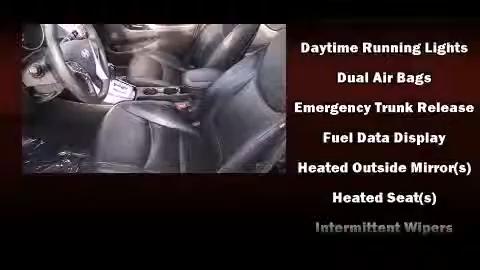 Daytime Running Lights
Dual Air Bags
Emergency Trunk Release
Fuel Data Display
Heated Outside Mirror(s)
Heated Seat(s)
Intermittent Wipers